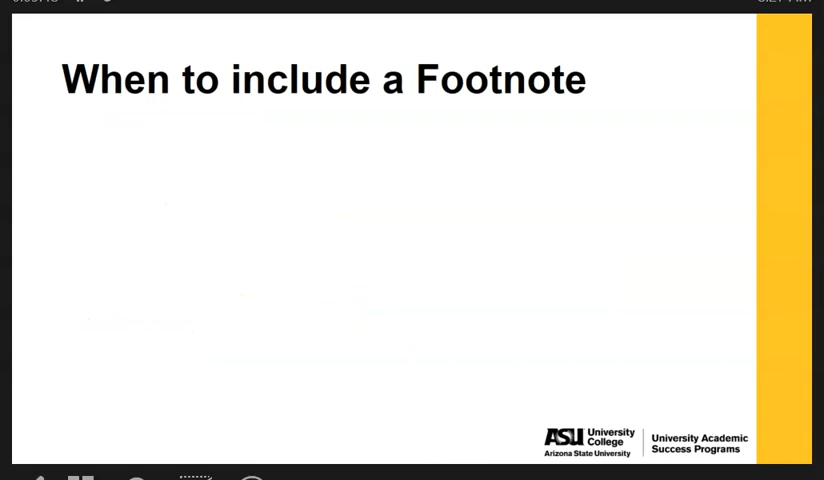 When to include a Footnote
ASU University College
Arizona State University
University Academic
Success Programs